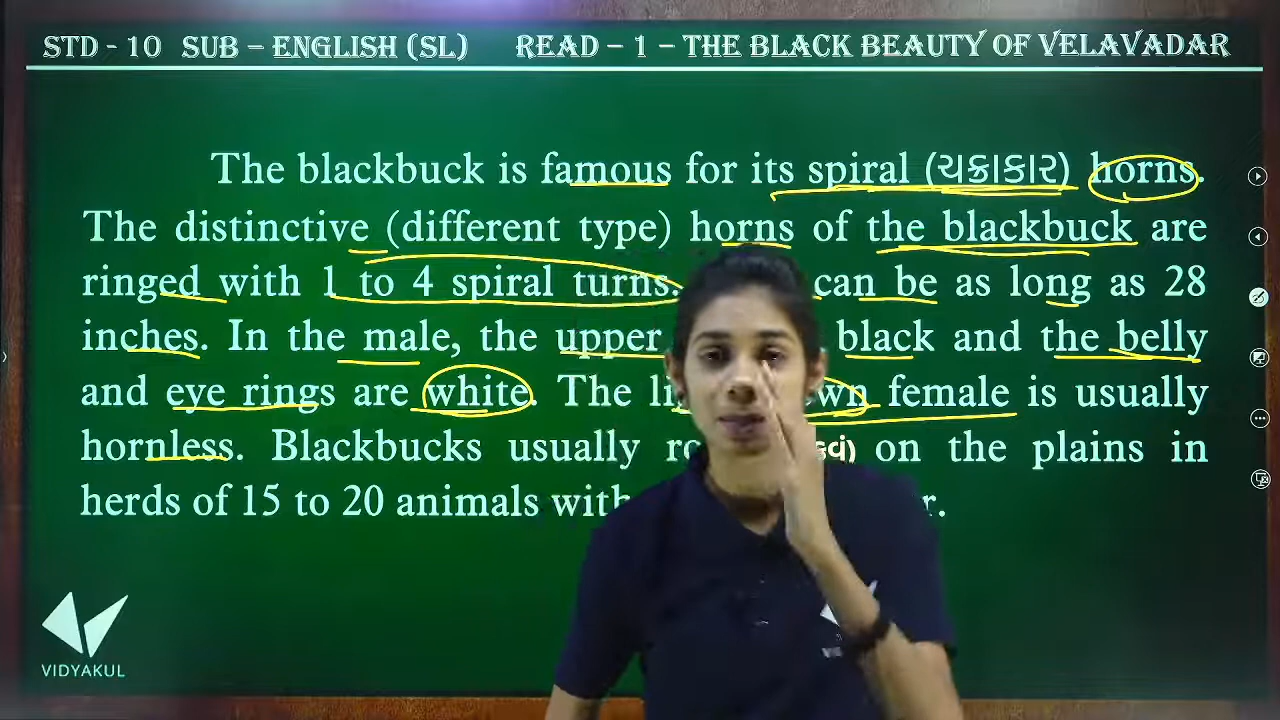 STD - 10 SUB – ENGLISH (SL) READ – 1 – THE BLACK BEAUTY OF VELAVADAR
The blackbuck is famous for its spiral (ચક્રાકાર) horns.
The distinctive (different type) horns of the blackbuck are
ringed with 1 to 4 spiral turns. can be as long as 28
inches. In the male, the upper black and the belly
and eye rings are white. The female is usually
hornless. Blackbucks usually on the plains in
herds of 15 to 20 animals
VIDYAKUL